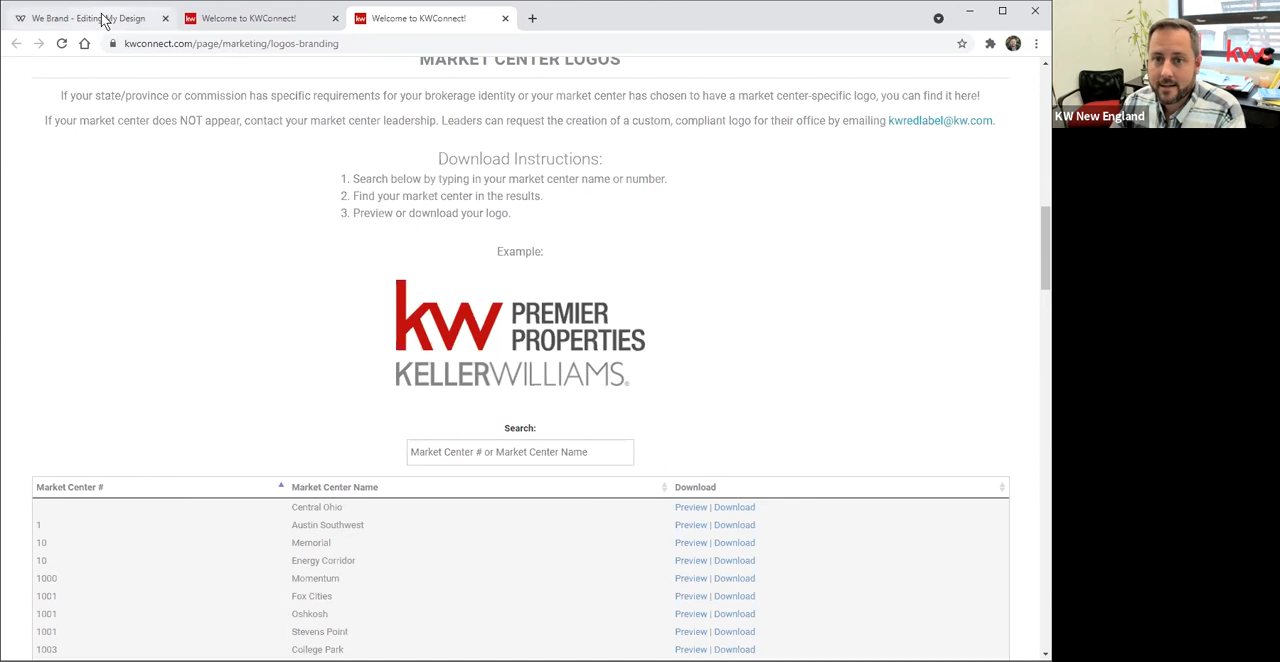 We Brand - Editing My Design
Welcome to KWConnect!
Welcome to KWConnect!
kwconnect.com/page/marketing/logos-branding
MARKET CENTER LOGOS
If your state/province or commission has specific requirements for your brokerage identity or your market center has chosen to have a market center-specific logo, you can find it here!
If your market center does NOT appear, contact your market center leadership. Leaders can request the creation of a custom, compliant logo for their office by emailing kwredlabel@kw.com.
Download Instructions:
1. Search below by typing in your market center name or number.
2. Find your market center in the results.
3. Preview or download your logo.
Example:
kw PREMIER PROPERTIES
KELLERWILLIAMS.
Search:
Market Center # or Market Center Name
Market Center # Market Center Name Download
Central Ohio Preview | Download
1 Austin Southwest Preview | Download
10 Memorial Preview | Download
10 Energy Corridor Preview | Download
1000 Momentum Preview | Download
1001 Fox Cities Preview | Download
1001 Oshkosh Preview | Download
1001 Stevens Point Preview | Download
1003 College Park Preview | Download
kw
KW New England